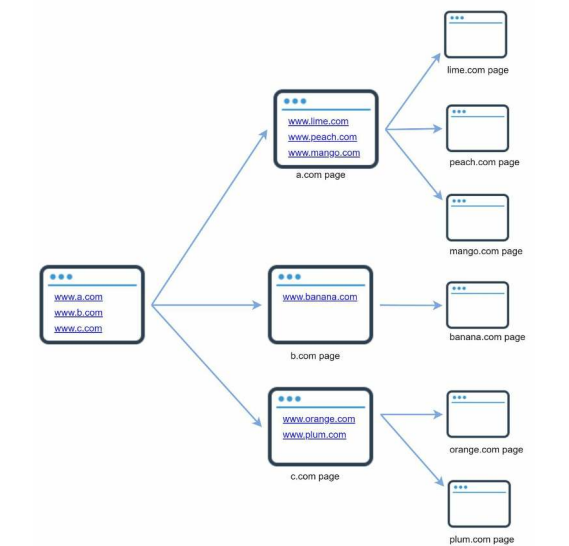 lime.com page
www.lime.com
www.peach.com
www.mango.com
a.com page
peach.com page
mango.com page
www.a.com
www.b.com
www.c.com
www.banana.com
b.com page
banana.com page
www.orange.com
www.plum.com
c.com page
orange.com page
plum.com page